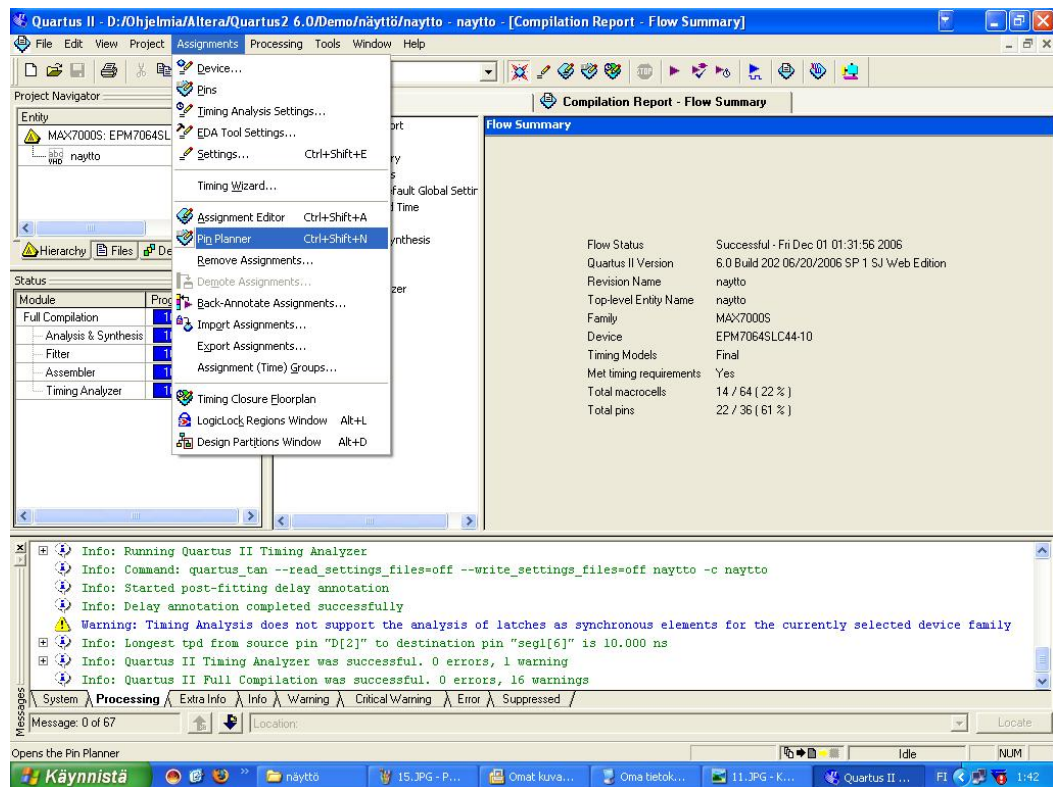 Quartus II - D:/Ohjelmia/Altera/Quartus2 6.0/Demo/näyttö/naytto - naytto - [Compilation Report - Flow Summary]
File Edit View Project Assignments Processing Tools Window Help
Project Navigator
Compilation Report - Flow Summary
Entity
MAX7000S: EPM7064SL
abd VHD naytto
Hierarchy Files De
Status
Module Prog
Full Compilation
Analysis & Synthesis
Fitter
Assembler
Timing Analyzer
Device...
Pins
Timing Analysis Settings...
EDA Tool Settings...
Settings... Ctrl+Shift+E
Timing Wizard...
Assignment Editor Ctrl+Shift+A
Pin Planner Ctrl+Shift+N
Remove Assignments...
Demote Assignments...
Back-Annotate Assignments...
Import Assignments...
Export Assignments...
Assignment (Time) Groups...
Timing Closure Floorplan
LogicLock Regions Window Alt+L
Design Partitions Window Alt+D
ort
ry
s
fault Global Settin
d Time
ynthesis
zer
Flow Summary
Flow Status Successful - Fri Dec 01 01:31:56 2006
Quartus II Version 6.0 Build 202 06/20/2006 SP 1 SJ Web Edition
Revision Name naytto
Top-level Entity Name naytto
Family MAX7000S
Device EPM7064SLC44-10
Timing Models Final
Met timing requirements Yes
Total macrocells 14 / 64 ( 22 % )
Total pins 22 / 36 ( 61 % )
Info: Running Quartus II Timing Analyzer
Info: Command: quartus_tan --read_settings_files=off --write_settings_files=off naytto -c naytto
Info: Started post-fitting delay annotation
Info: Delay annotation completed successfully
Warning: Timing Analysis does not support the analysis of latches as synchronous elements for the currently selected device family
Info: Longest tpd from source pin "D[2]" to destination pin "segl[6]" is 10.000 ns
Info: Quartus II Timing Analyzer was successful. 0 errors, 1 warning
Info: Quartus II Full Compilation was successful. 0 errors, 16 warnings
System Processing Extra Info Info Warning Critical Warning Error Suppressed
Messages
Message: 0 of 67 Location: Locate
Opens the Pin Planner Idle NUM
Käynnistä » näyttö 15.JPG - P... Omat kuva... Oma tietok... 11.JPG - K... Quartus II ... FI 1:42